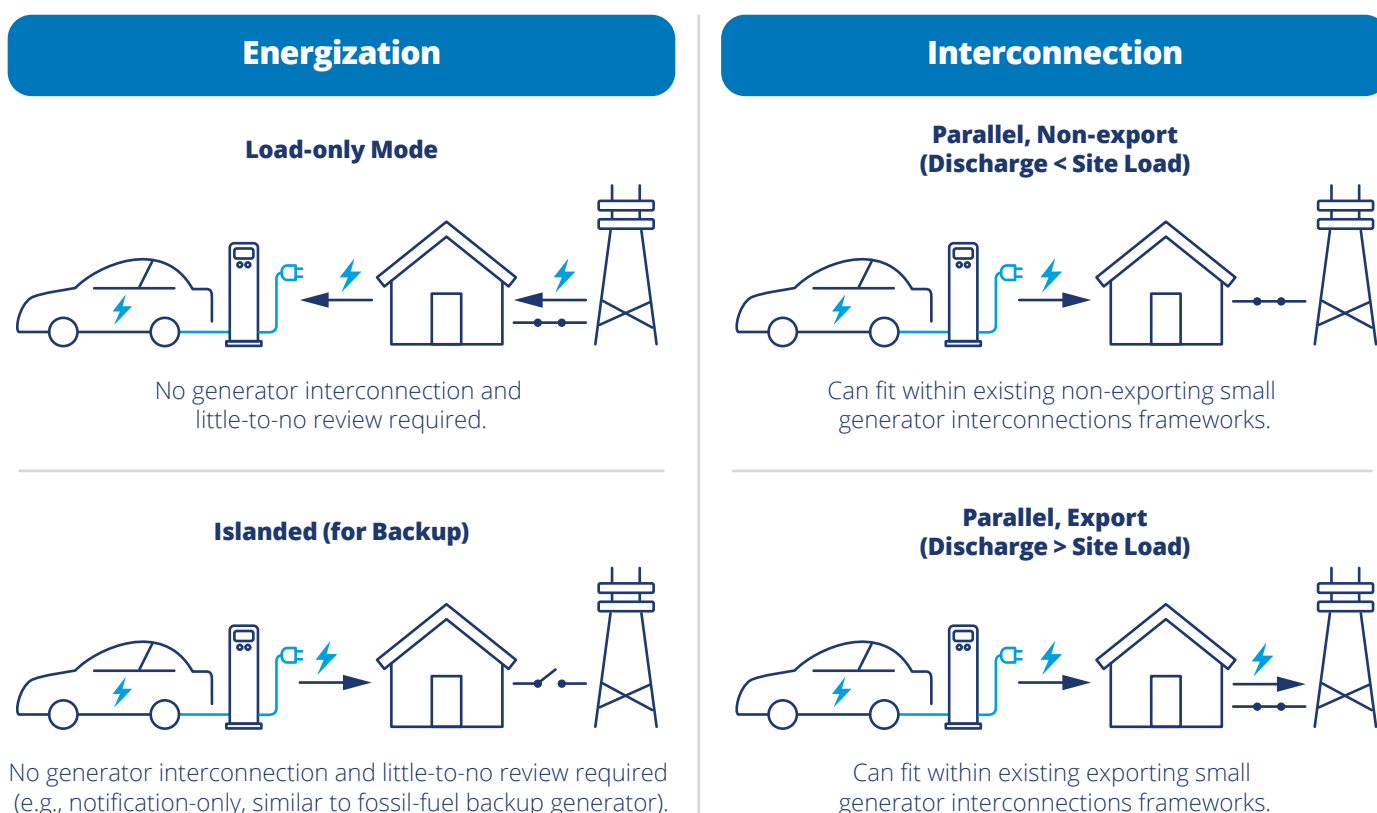 Energization
Load-only Mode
No generator interconnection and
little-to-no review required.
Islanded (for Backup)
No generator interconnection and little-to-no review required
(e.g., notification-only, similar to fossil-fuel backup generator).
Interconnection
Parallel, Non-export
(Discharge < Site Load)
Can fit within existing non-exporting small
generator interconnections frameworks.
Parallel, Export
(Discharge > Site Load)
Can fit within existing exporting small
generator interconnections frameworks.